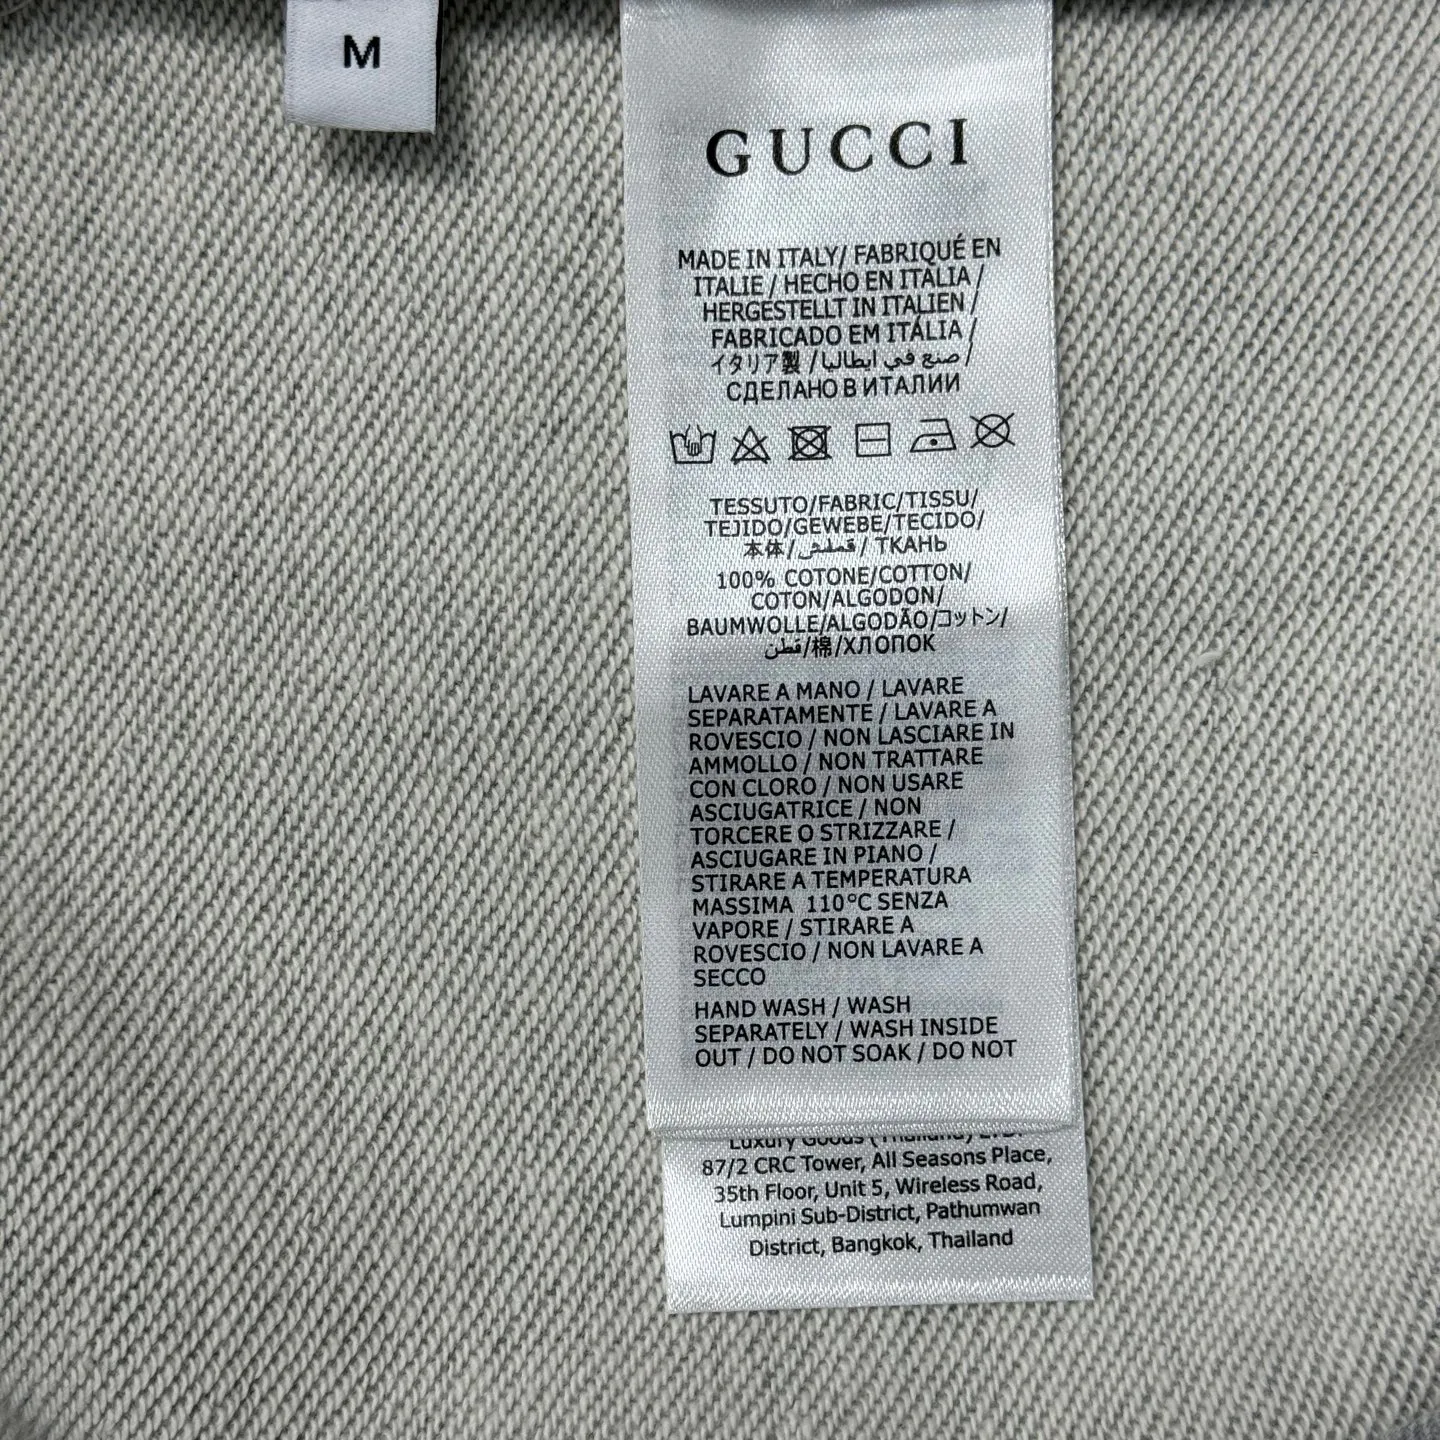 M
GUCCI
MADE IN ITALY/ FABRIQUÉ EN
ITALIE / HECHO EN ITALIA /
HERGESTELLT IN ITALIEN /
FABRICADO EM ITÁLIA /
イタリア製 / صنع في ايطاليا /
СДЕЛАНО В ИТАЛИИ
TESSUTO/FABRIC/TISSU/
TEJIDO/GEWEBE/TECIDO/
本体/ / ТКАНЬ
100% COTONE/COTTON/
COTON/ALGODON/
BAUMWOLLE/ALGODÃO/コットン/
قطن/棉/ХЛОПОК
LAVARE A MANO / LAVARE
SEPARATAMENTE / LAVARE A
ROVESCIO / NON LASCIARE IN
AMMOLLO / NON TRATTARE
CON CLORO / NON USARE
ASCIUGATRICE / NON
TORCERE O STRIZZARE /
ASCIUGARE IN PIANO /
STIRARE A TEMPERATURA
MASSIMA 110°C SENZA
VAPORE / STIRARE A
ROVESCIO / NON LAVARE A
SECCO
HAND WASH / WASH
SEPARATELY / WASH INSIDE
OUT / DO NOT SOAK / DO NOT
Luxury Goods (Thailand) LTD.
87/2 CRC Tower, All Seasons Place,
35th Floor, Unit 5, Wireless Road,
Lumpini Sub-District, Pathumwan
District, Bangkok, Thailand